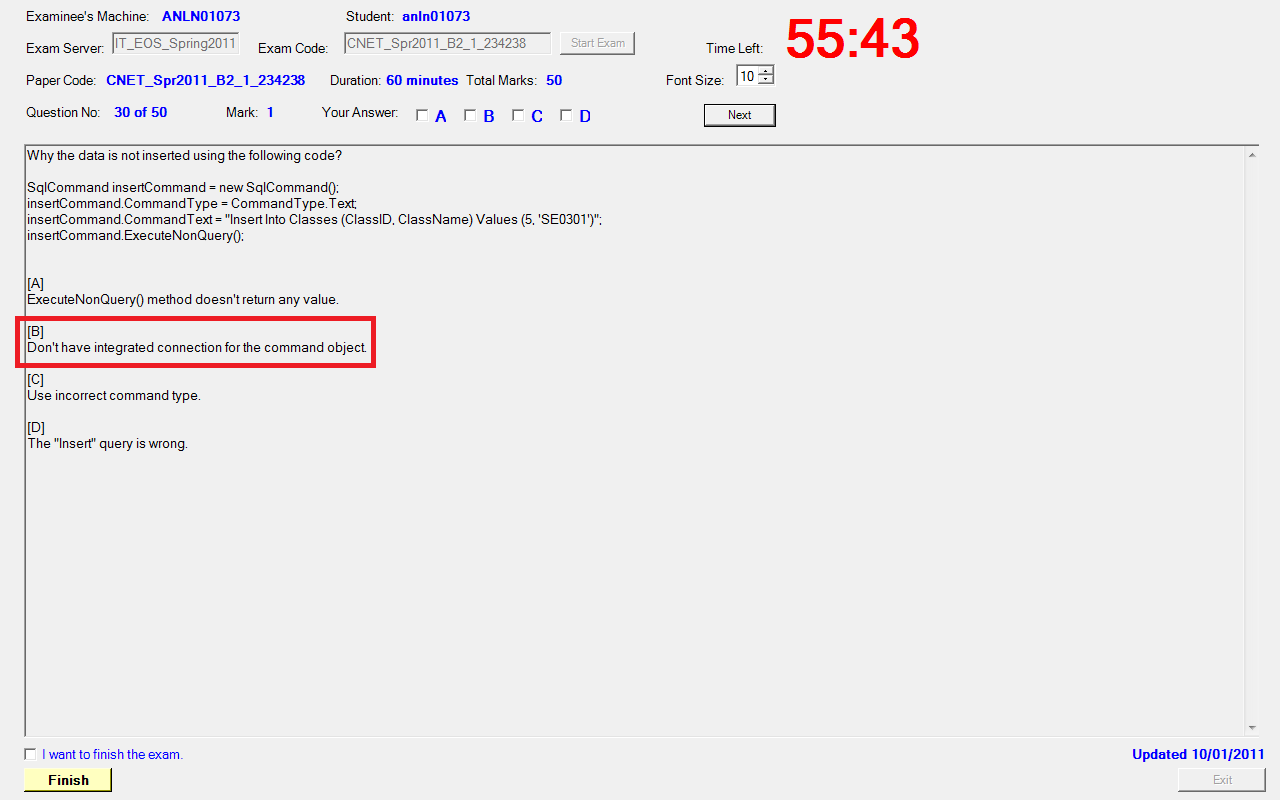 Examinee's Machine: ANLN01073 Student: anln01073
Exam Server: IT_EOS_Spring2011 Exam Code: CNET_Spr2011_B2_1_234238 Start Exam Time Left: 55:43
Paper Code: CNET_Spr2011_B2_1_234238 Duration: 60 minutes Total Marks: 50 Font Size: 10
Question No: 30 of 50 Mark: 1 Your Answer: A B C D Next
Why the data is not inserted using the following code?
SqlCommand insertCommand = new SqlCommand();
insertCommand.CommandType = CommandType.Text;
insertCommand.CommandText = "Insert Into Classes (ClassID, ClassName) Values (5, 'SE0301')";
insertCommand.ExecuteNonQuery();
[A]
ExecuteNonQuery() method doesn't return any value.
[B]
Don't have integrated connection for the command object.
[C]
Use incorrect command type.
[D]
The "Insert" query is wrong.
I want to finish the exam. Updated 10/01/2011
Finish Exit